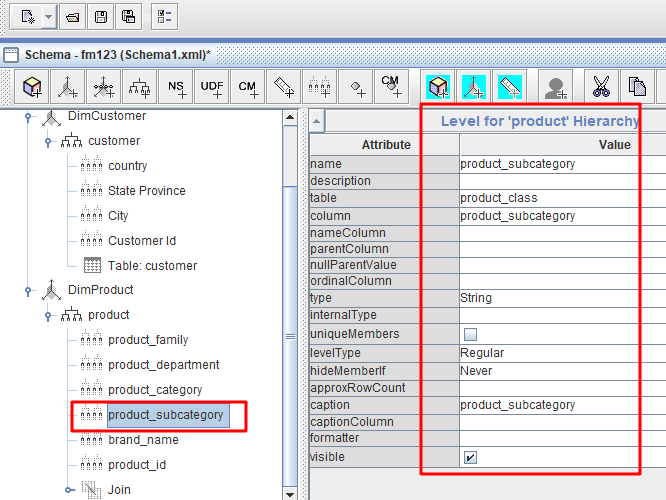 Schema - fm123 (Schema1.xml)*
NS UDF CM CM
DimCustomer
customer
country
State Province
City
Customer Id
Table: customer
DimProduct
product
product_family
product_department
product_category
product_subcategory
brand_name
product_id
Join
Level for 'product' Hierarchy
Attribute Value
name product_subcategory
description
table product_class
column product_subcategory
nameColumn
parentColumn
nullParentValue
ordinalColumn
type String
internalType
uniqueMembers
levelType Regular
hideMemberIf Never
approxRowCount
caption product_subcategory
captionColumn
formatter
visible